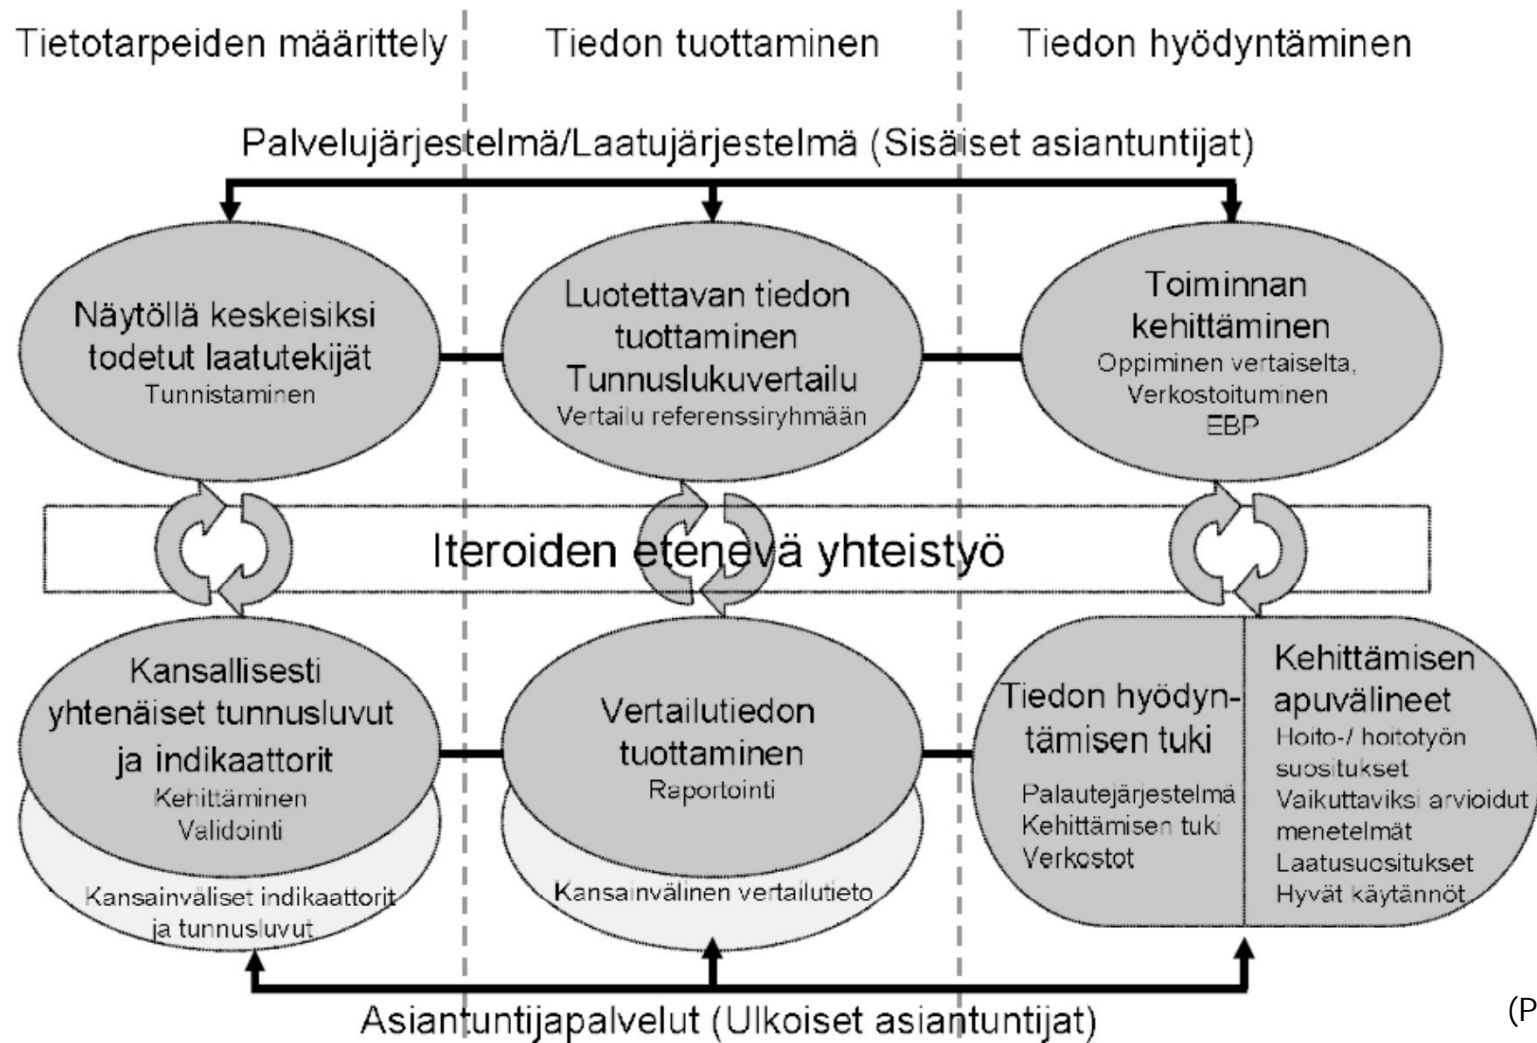 Tietotarpeiden määrittely
Tiedon tuottaminen
Tiedon hyödyntäminen
Palvelujärjestelmä/Laatujärjestelmä (Sisäiset asiantuntijat)
Näytöllä keskeisiksi
todetut laatutekijät
Tunnistaminen
Luotettavan tiedon
tuottaminen
Tunnuslukuvertailu
Vertailu referenssiryhmään
Toiminnan
kehittäminen
Oppiminen vertaiselta,
Verkostoituminen
EBP
Iteroiden etenevä yhteistyö
Kansallisesti
yhtenäiset tunnusluvut
ja indikaattorit
Kehittäminen
Validointi
Kansainväliset indikaattorit
ja tunnusluvut
Vertailutiedon
tuottaminen
Raportointi
Kansainvälinen vertailutieto
Tiedon hyödyn-
tämisen tuki
Palautejärjestelmä
Kehittämisen tuki
Verkostot
Kehittämisen
apuvälineet
Hoito-/ hoitotyön
suositukset
Vaikuttaviksi arvioidut
menetelmät
Laatusuositukset
Hyvät käytännöt
Asiantuntijapalvelut (Ulkoiset asiantuntijat)
(P